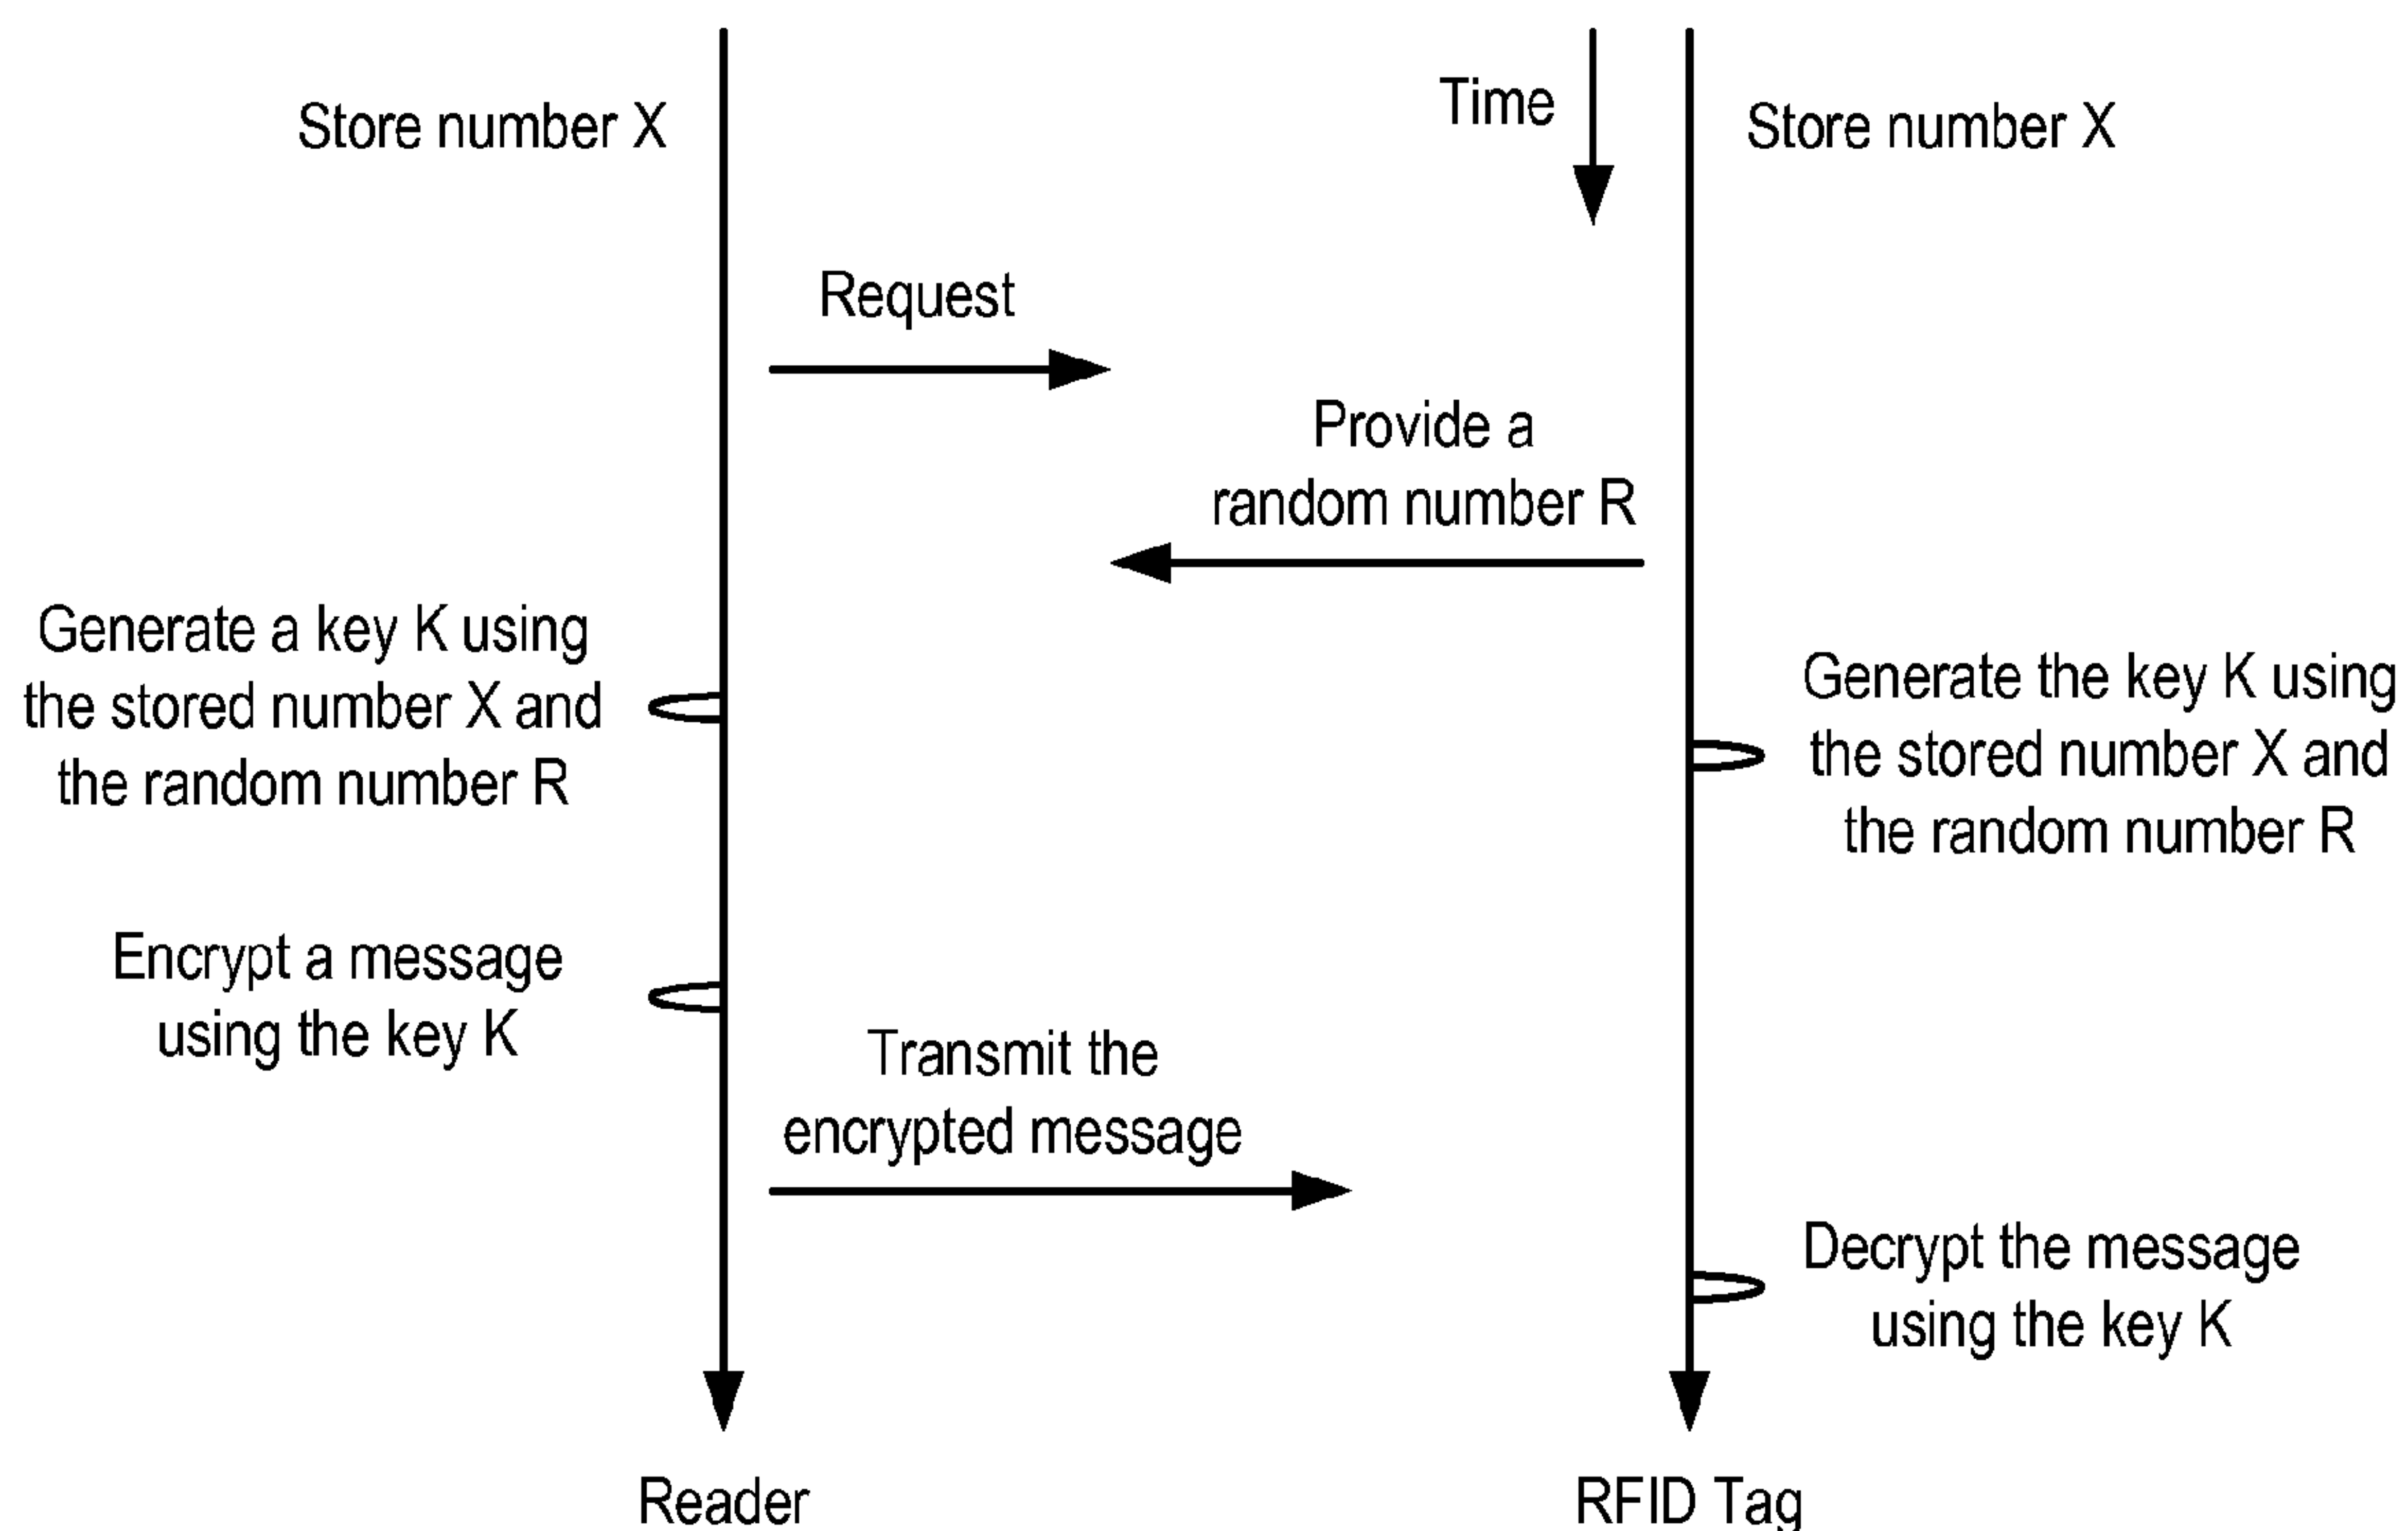 Store number X
Time
Store number X
Request
Provide a
random number R
Generate a key K using
the stored number X and
the random number R
Generate the key K using
the stored number X and
the random number R
Encrypt a message
using the key K
Transmit the
encrypted message
Decrypt the message
using the key K
Reader
RFID Tag